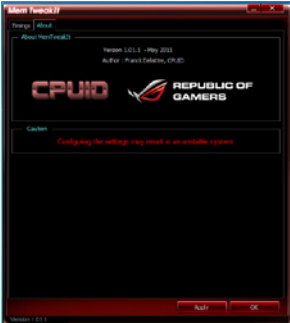 Mem TweakIt
Timings About
About MemTweakIt
Version 1.01.1 - May 2011
Author : Franck Delattre, CPUID
CPUID
REPUBLIC OF
GAMERS
Caution
Configuring the settings may result in an unstable system
Apply OK
Version 1.01.1